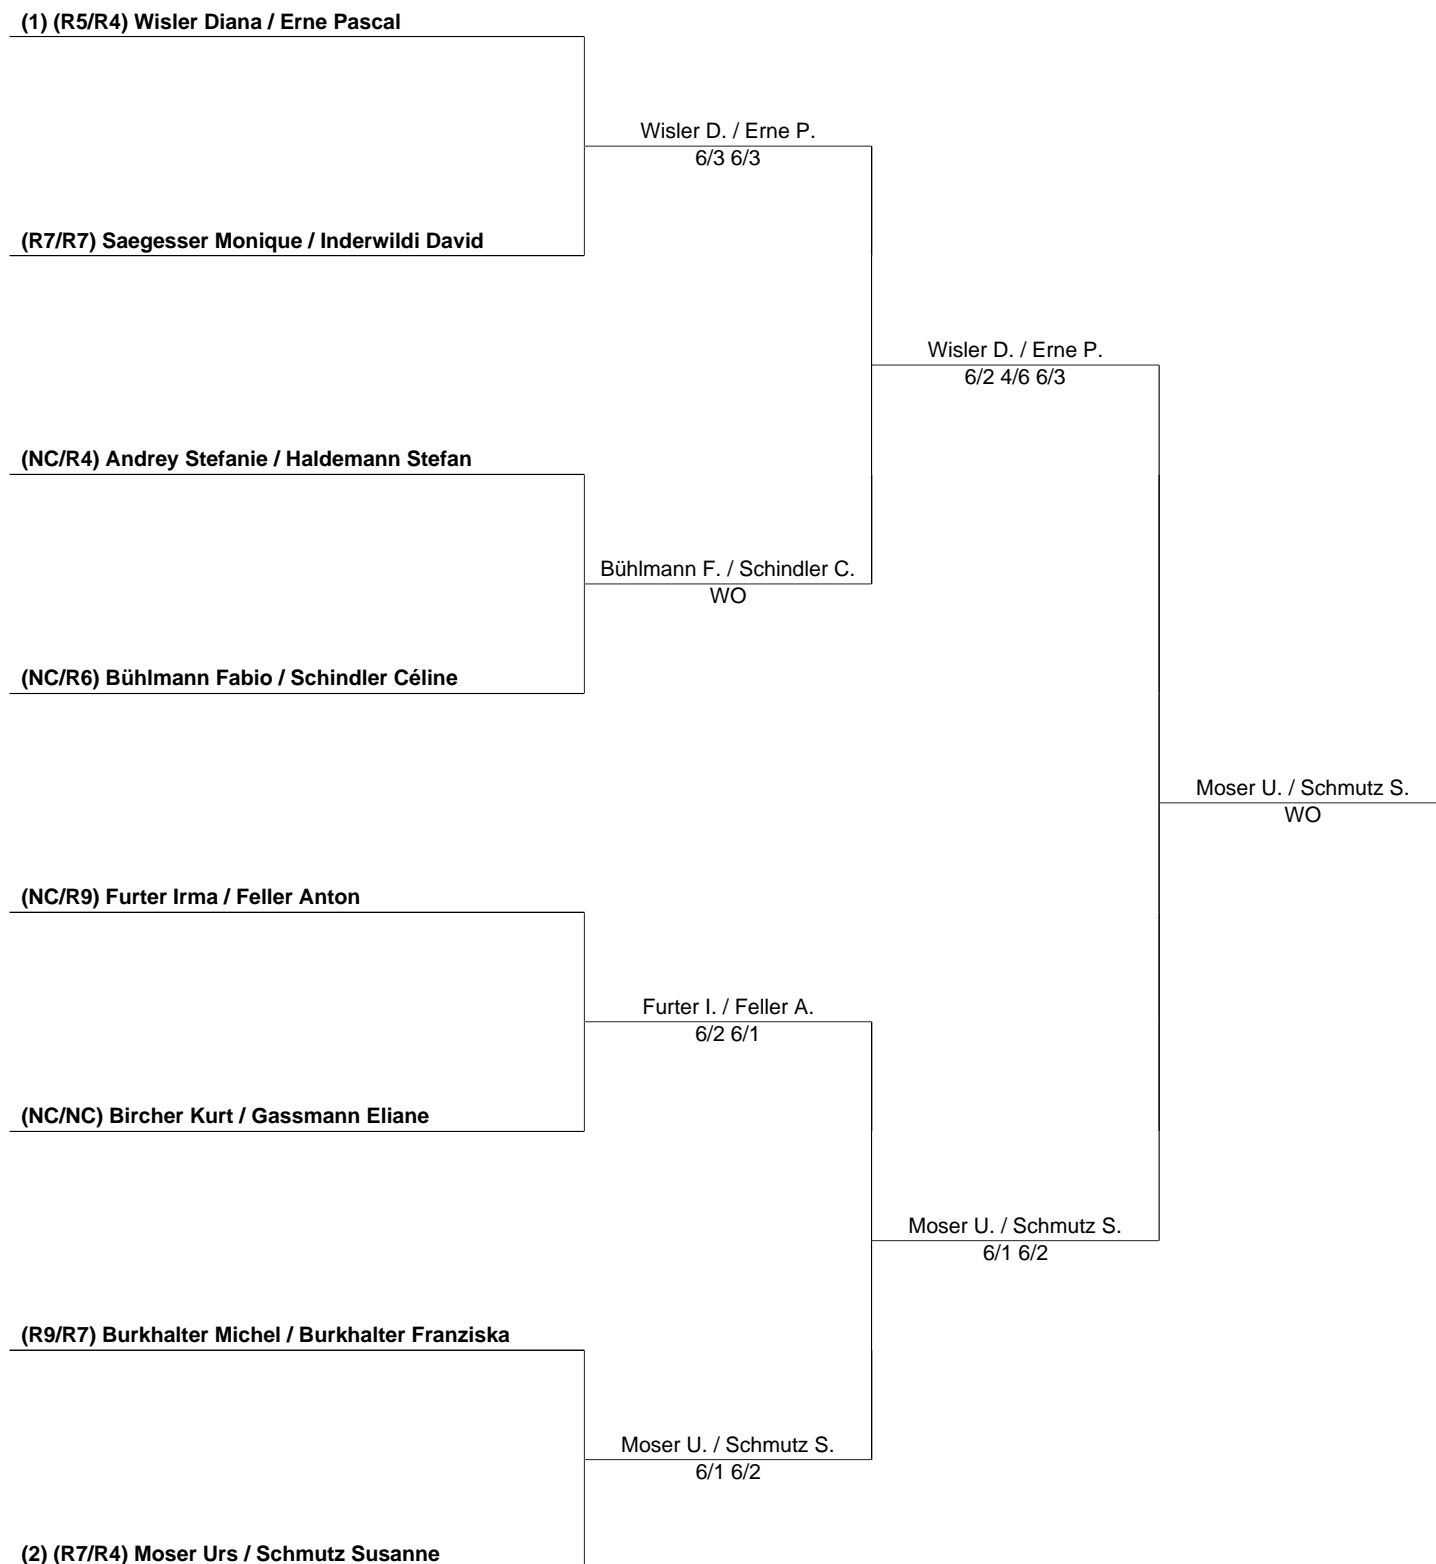 (1) (R5/R4) Wisler Diana / Erne Pascal
Wisler D. / Erne P.
6/3 6/3
(R7/R7) Saegesser Monique / Inderwildi David
Wisler D. / Erne P.
6/2 4/6 6/3
(NC/R4) Andrey Stefanie / Haldemann Stefan
Bühlmann F. / Schindler C.
WO
(NC/R6) Bühlmann Fabio / Schindler Céline
Moser U. / Schmutz S.
WO
(NC/R9) Furter Irma / Feller Anton
Furter I. / Feller A.
6/2 6/1
(NC/NC) Bircher Kurt / Gassmann Eliane
Moser U. / Schmutz S.
6/1 6/2
(R9/R7) Burkhalter Michel / Burkhalter Franziska
Moser U. / Schmutz S.
6/1 6/2
(2) (R7/R4) Moser Urs / Schmutz Susanne